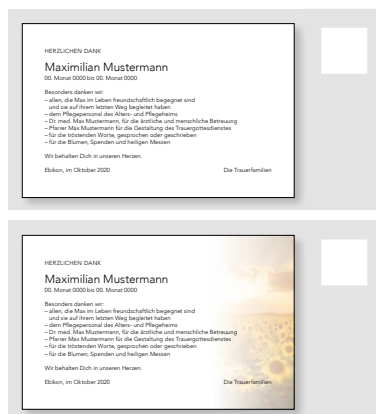 HERZLICHEN DANK
Maximilian Mustermann
00. Monat 0000 bis 00. Monat 0000
Besonders danken wir:
– allen, die Max im Leben freundschaftlich begegnet sind
und sie auf ihrem letzten Weg begleitet haben
– dem Pflegepersonal des Alters- und Pflegeheims
– Dr. med. Max Mustermann, für die ärztliche und menschliche Betreuung
– Pfarrer Max Mustermann für die Gestaltung des Trauergottesdienstes
– für die tröstenden Worte, gesprochen oder geschrieben
– für die Blumen, Spenden und heiligen Messen
Wir behalten Dich in unseren Herzen.
Ebikon, im Oktober 2020 Die Trauerfamilien
HERZLICHEN DANK
Maximilian Mustermann
00. Monat 0000 bis 00. Monat 0000
Besonders danken wir:
– allen, die Max im Leben freundschaftlich begegnet sind
und sie auf ihrem letzten Weg begleitet haben
– dem Pflegepersonal des Alters- und Pflegeheims
– Dr. med. Max Mustermann, für die ärztliche und menschliche Betreuung
– Pfarrer Max Mustermann für die Gestaltung des Trauergottesdienstes
– für die tröstenden Worte, gesprochen oder geschrieben
– für die Blumen, Spenden und heiligen Messen
Wir behalten Dich in unseren Herzen.
Ebikon, im Oktober 2020 Die Trauerfamilien